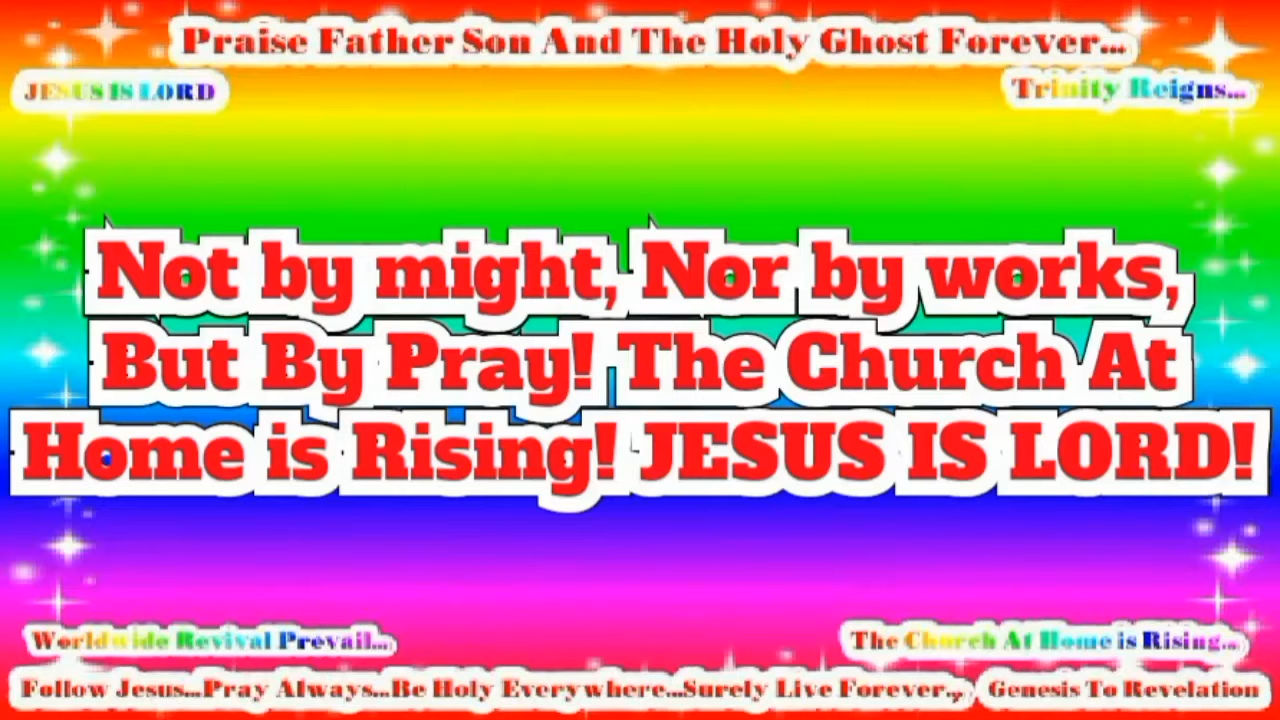 Praise Father Son And The Holy Ghost Forever...
JESUS IS LORD
Trinity Reigns...
Not by might, Nor by works,
But By Pray! The Church At
Home is Rising! JESUS IS LORD!
Worldwide Revival Prevail...
The Church At Home is Rising...
Follow Jesus...Pray Always...Be Holy Everywhere...Surely Live Forever.., Genesis To Revelation